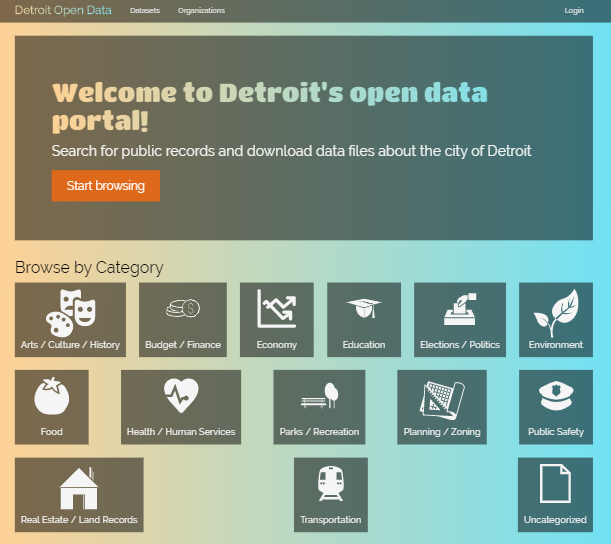 Detroit Open Data Datasets Organizations Login
Welcome to Detroit's open data
portal!
Search for public records and download data files about the city of Detroit
Start browsing
Browse by Category
Arts / Culture / History Budget / Finance Economy Education Elections / Politics Environment
Food Health / Human Services Parks / Recreation Planning / Zoning Public Safety
Real Estate / Land Records Transportation Uncategorized